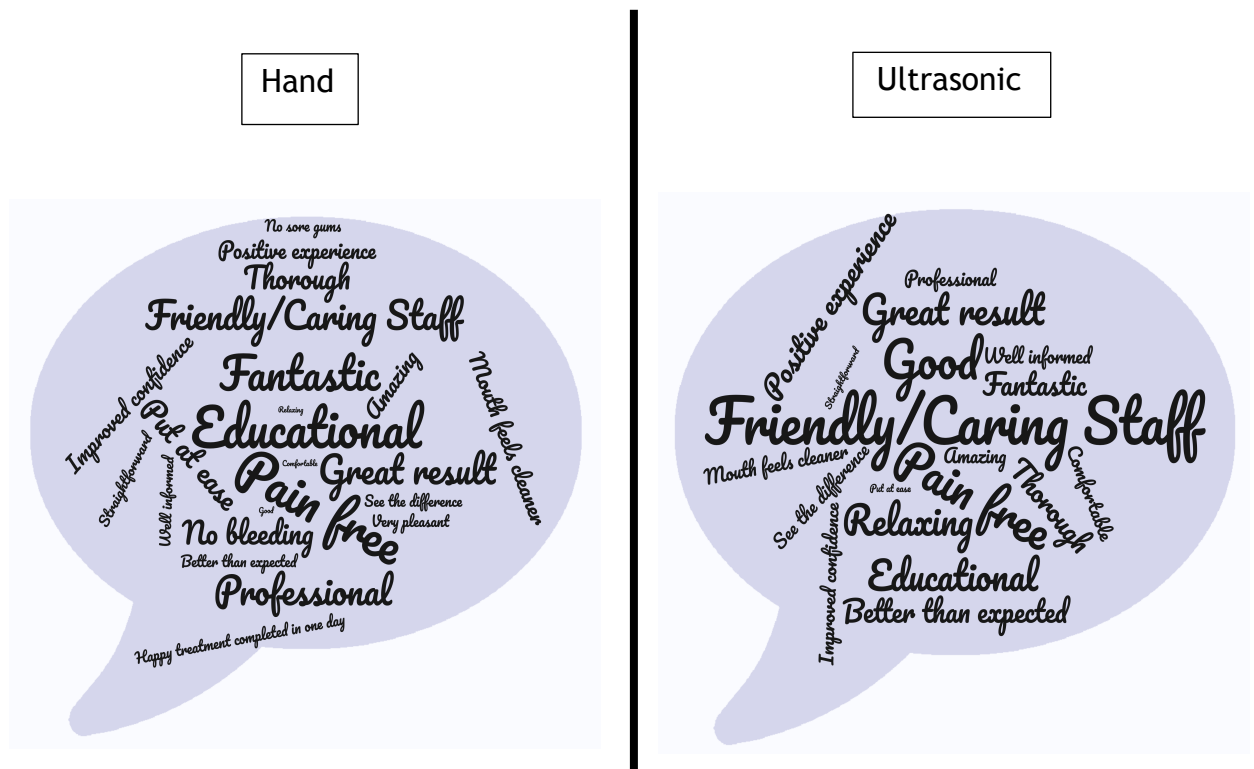 Hand
No sore gums
Positive experience
Thorough
Friendly/Caring Staff
Improved confidence
Fantastic
Amazing
Mouth feels cleaner
Relaxing
Put at ease
Educational
Straightforward
Well informed
Pain free
Comfortable
Great result
See the difference
Good
Very pleasant
No bleeding
Better than expected
Professional
Happy treatment completed in one day
Ultrasonic
Positive experience
Professional
Great result
Straightforward
Good
Well informed
Fantastic
Friendly/Caring Staff
Mouth feels cleaner
See the difference
Pain free
Amazing
Comfortable
Put at ease
Thorough
Relaxing
Improved confidence
Educational
Better than expected